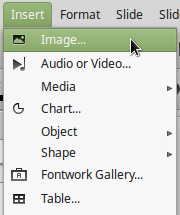 Insert Format Slide Slide
Image...
Audio or Video...
Media
Chart...
Object
Shape
Fontwork Gallery...
Table...